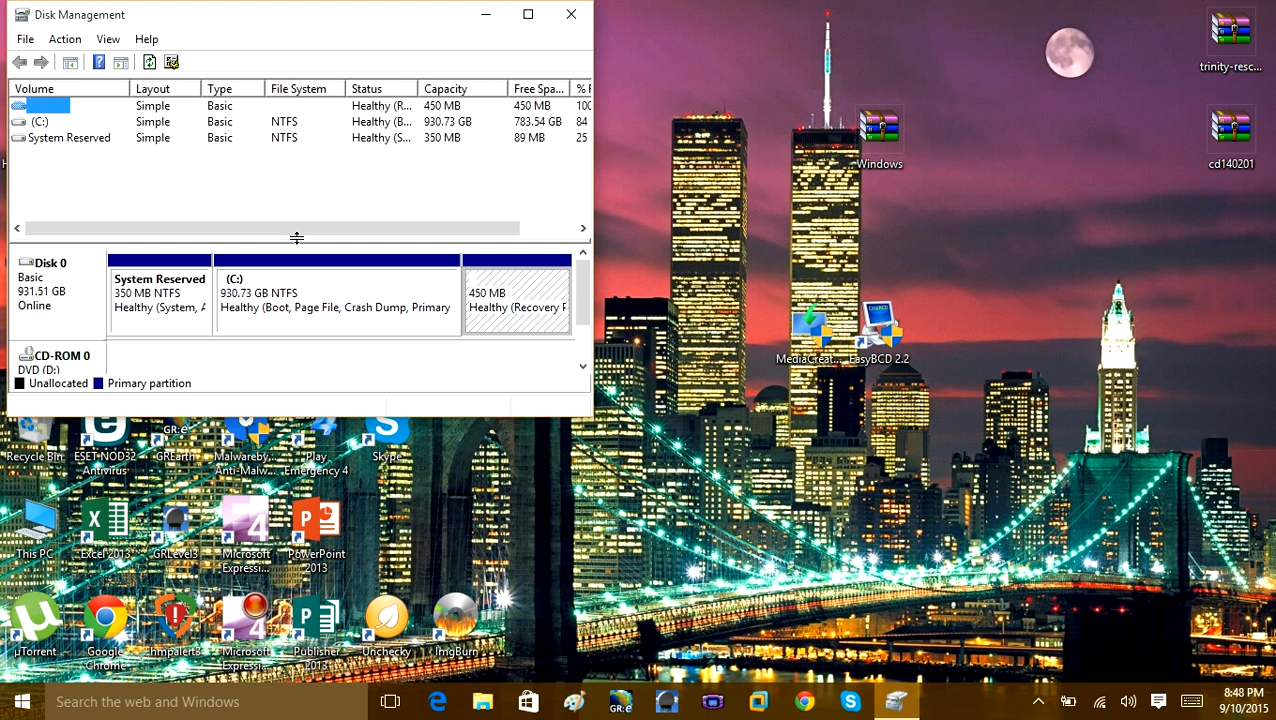 Disk Management
File Action View Help
Volume Layout Type File System Status Capacity Free Spa... % F
Simple Basic Healthy (R... 450 MB 450 MB 100
(C:) Simple Basic NTFS Healthy (B... 930.73 GB 783.54 GB 84
System Reserved Basic NTFS Healthy (S... 350 MB 89 MB 25
Disk 0
Basic
931.51 GB
Online
(C:)
930.73 GB NTFS
Healthy (Boot, Page File, Crash Dump, Primary Partition)
450 MB
Healthy (Recovery
350 MB NTFS
CD-ROM 0
DVD (D:)
Unallocated Primary partition
trinity-resc...
Windows
cd140201
MediaCreat...
EasyBCD 2.2
Recycle Bin
ESET NOD32
Antivirus
GR:e
GREarth
Malwareby...
Anti-Malw...
Play
Emergency 4
Skype
This PC
Excel 2013
GRLevel3
Microsoft
Expressi...
PowerPoint
2013
µTorrent
Google
Chrome
hmpalert3
Microsoft
Expressi...
Publisher
2013
Unchecky
ImgBurn
Search the web and Windows
GR:e
8:48 PM
9/10/2015